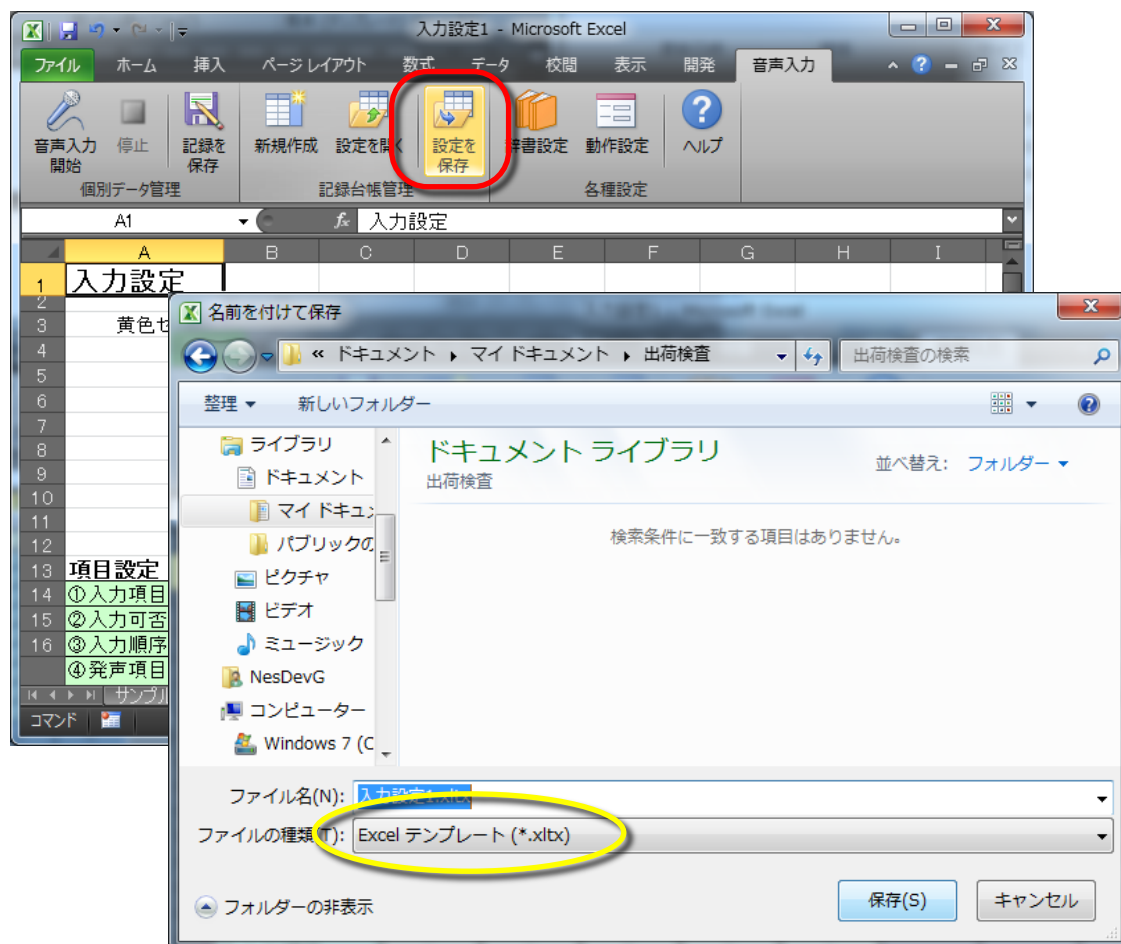 入力設定1 - Microsoft Excel
ファイル ホーム 挿入 ページ レイアウト 数式 データ 校閲 表示 開発 音声入力
音声入力 停止 記録を 新規作成 設定を開く 設定を 辞書設定 動作設定 ヘルプ
開始 保存 保存
個別データ管理 記録台帳管理 各種設定
A1 fx 入力設定
A B C D E F G H I
1 入力設定
2
3 黄色セ
4
5
6
7
8
9
10
11
12
13 項目設定
14 ①入力項目
15 ②入力可否
16 ③入力順序
④発声項目
サンプル
コマンド
名前を付けて保存
« ドキュメント マイ ドキュメント 出荷検査 出荷検査の検索
整理 新しいフォルダー
ライブラリ
ドキュメント
マイ ドキュ
パブリックの
ピクチャ
ビデオ
ミュージック
NesDevG
コンピューター
Windows 7 (C
ドキュメント ライブラリ
出荷検査
並べ替え: フォルダー
検索条件に一致する項目はありません。
ファイル名(N): 入力設定1.xltx
ファイルの種類(T): Excel テンプレート (*.xltx)
フォルダーの非表示 保存(S) キャンセル